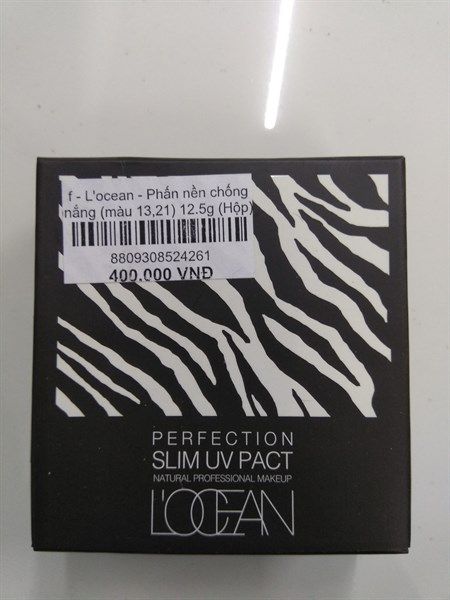 f - L'ocean - Phấn nền chống
nắng (màu 13,21) 12.5g (Hộp)
8809308524261
400.000 VNĐ
PERFECTION
SLIM UV PACT
NATURAL PROFESSIONAL MAKEUP
L'OCEAN